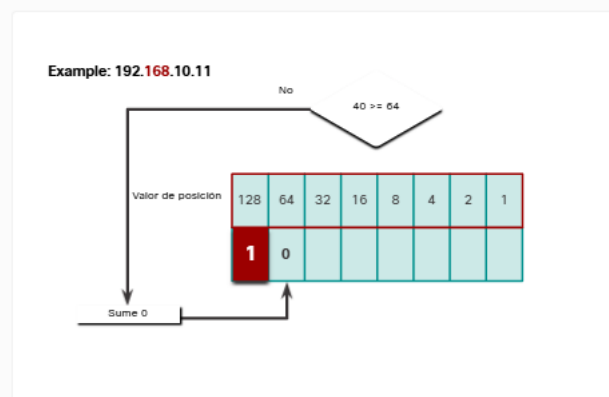 Example: 192.168.10.11
No
40 >= 64
Valor de posición
128 64 32 16 8 4 2 1
1 0
Sume 0